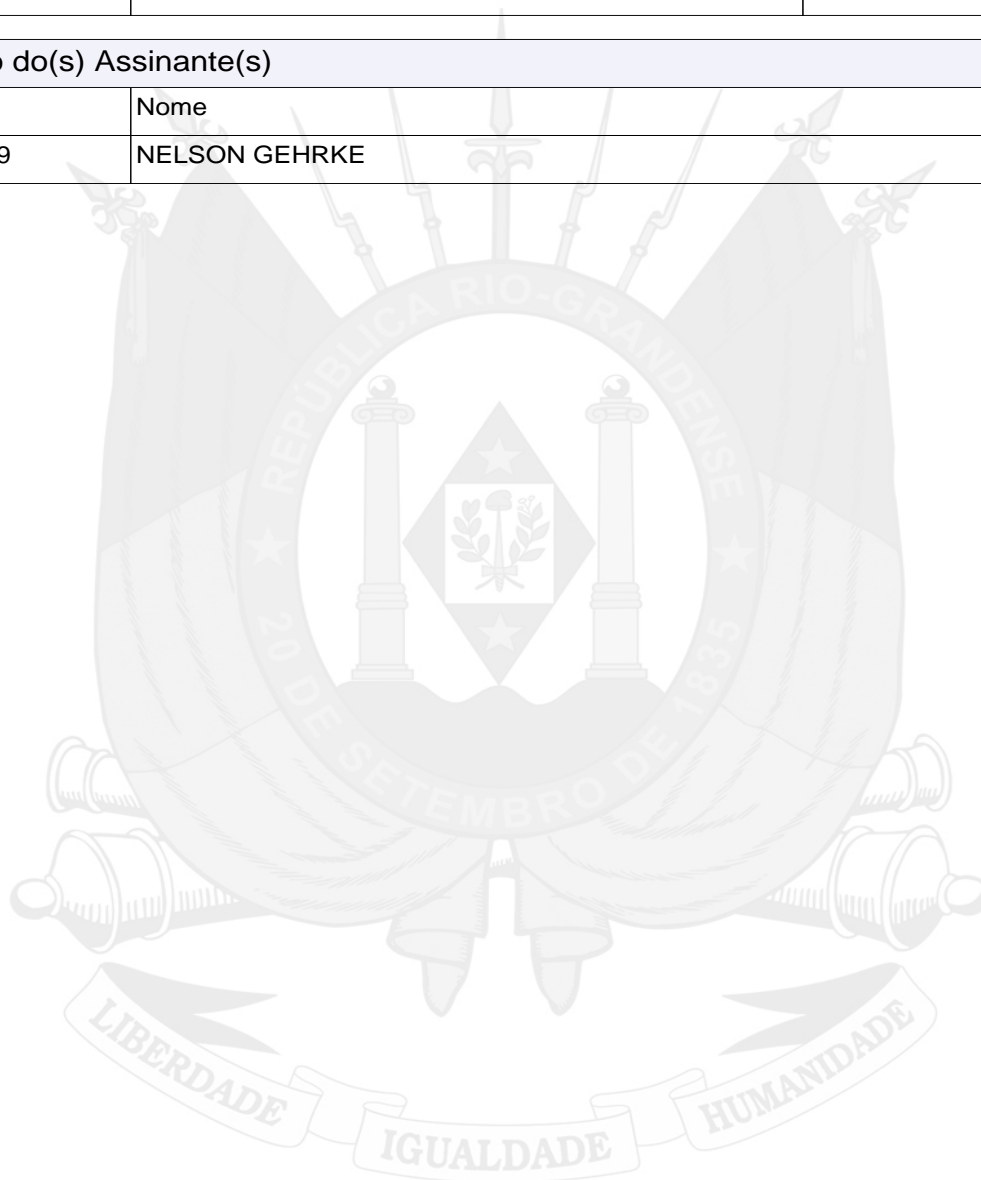 o do(s) Assinante(s)
Nome
9 NELSON GEHRKE
REPÚBLICA RIO-GRANDENSE
20 DE SETEMBRO DE 1835
LIBERDADE IGUALDADE HUMANIDADE